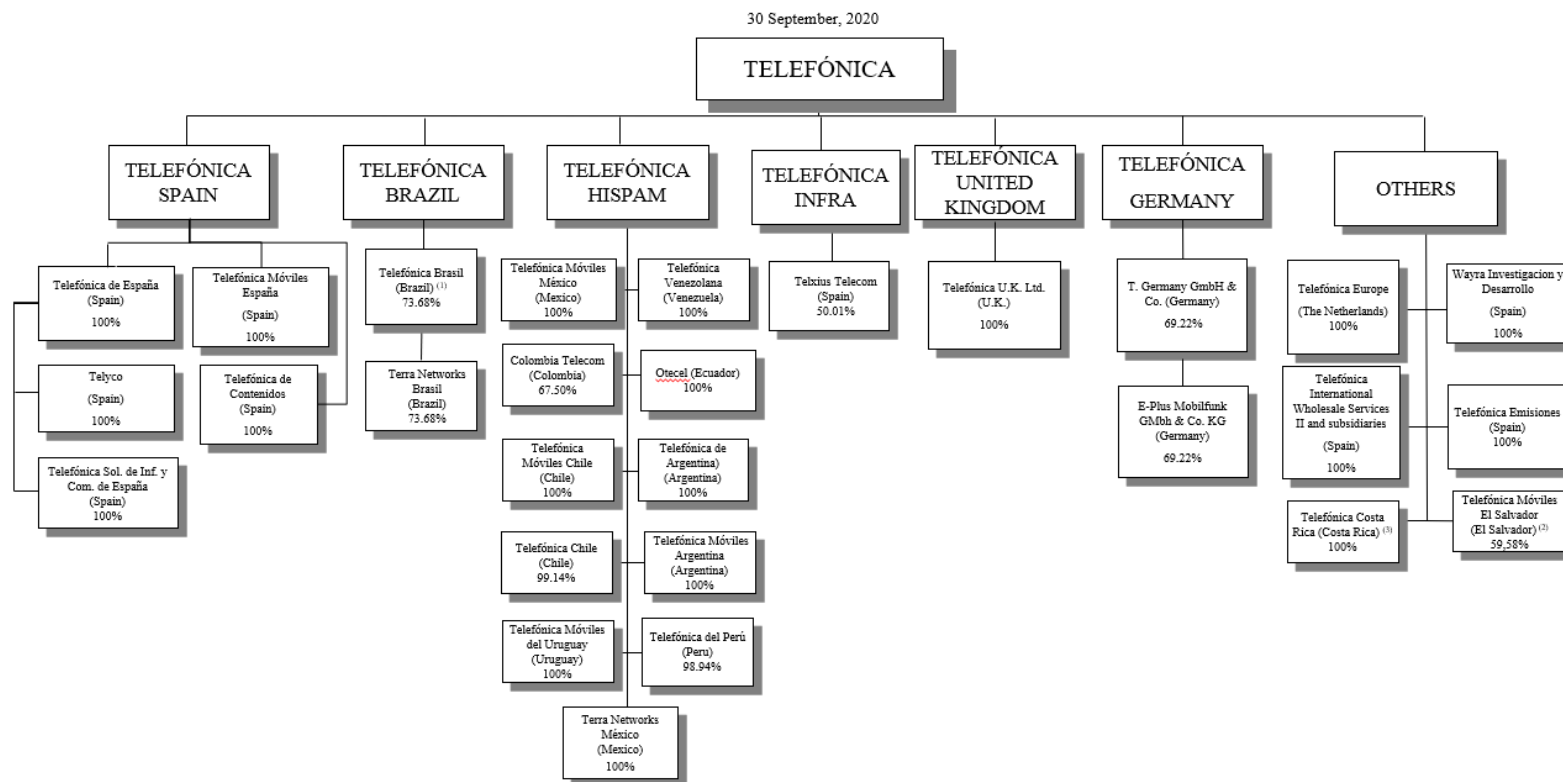 30 September, 2020
TELEFÓNICA
TELEFÓNICA
SPAIN
TELEFÓNICA
BRAZIL
TELEFÓNICA
HISPAM
TELEFÓNICA
INFRA
TELEFÓNICA
UNITED
KINGDOM
TELEFÓNICA
GERMANY
OTHERS
Telefónica de España
(Spain)
100%
Telefónica Móviles
España
(Spain)
100%
Telyco
(Spain)
100%
Telefónica de
Contenidos
(Spain)
100%
Telefónica Sol. de Inf. y
Com. de España
(Spain)
100%
Telefónica Brasil
(Brazil) (1)
73.68%
Terra Networks
Brasil
(Brazil)
73.68%
Telefónica Móviles
México
(Mexico)
100%
Telefónica
Venezolana
(Venezuela)
100%
Colombia Telecom
(Colombia)
67.50%
Otecel (Ecuador)
100%
Telefónica
Móviles Chile
(Chile)
100%
Telefónica de
Argentina)
(Argentina)
100%
Telefónica Chile
(Chile)
99.14%
Telefónica Móviles
Argentina
(Argentina)
100%
Telefónica Móviles
del Uruguay
(Uruguay)
100%
Telefónica del Perú
(Peru)
98.94%
Terra Networks
México
(Mexico)
100%
Telxius Telecom
(Spain)
50.01%
Telefónica U.K. Ltd.
(U.K.)
100%
T. Germany GmbH &
Co. (Germany)
69.22%
E-Plus Mobilfunk
GMbh & Co. KG
(Germany)
69.22%
Telefónica Europe
(The Netherlands)
100%
Wayra Investigacion y
Desarrollo
(Spain)
100%
Telefónica
International
Wholesale Services
II and subsidiaries
(Spain)
100%
Telefónica Emisiones
(Spain)
100%
Telefónica Costa
Rica (Costa Rica) (3)
100%
Telefónica Móviles
El Salvador
(El Salvador) (2)
59,58%